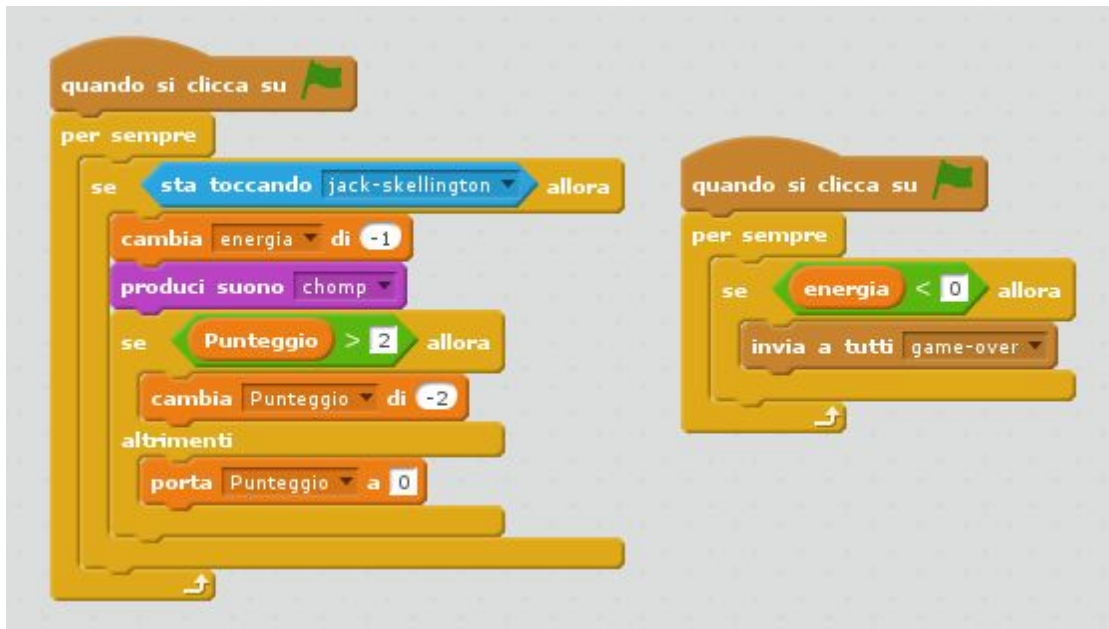 quando si clicca su
per sempre
se sta toccando jack-skellington allora
cambia energia di -1
produci suono chomp
se Punteggio > 2 allora
cambia Punteggio di -2
altrimenti
porta Punteggio a 0
quando si clicca su
per sempre
se energia < 0 allora
invia a tutti game-over